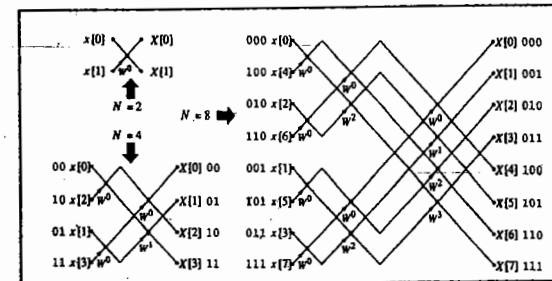 x[0] X[0]
x[1] W⁰ X[1]
N = 2
N = 4
00 x[0] X[0] 00
10 x[2] W⁰ W⁰ X[1] 01
01 x[1] W¹ X[2] 10
11 x[3] W⁰ X[3] 11
N = 8
000 x[0] X[0] 000
100 x[4] W⁰ X[1] 001
010 x[2] W⁰ X[2] 010
110 x[6] W⁰ W² W¹ X[3] 011
001 x[1] W⁰ X[4] 100
101 x[5] W⁰ W² X[5] 101
011 x[3] W⁰ W³ X[6] 110
111 x[7] W⁰ W² X[7] 111